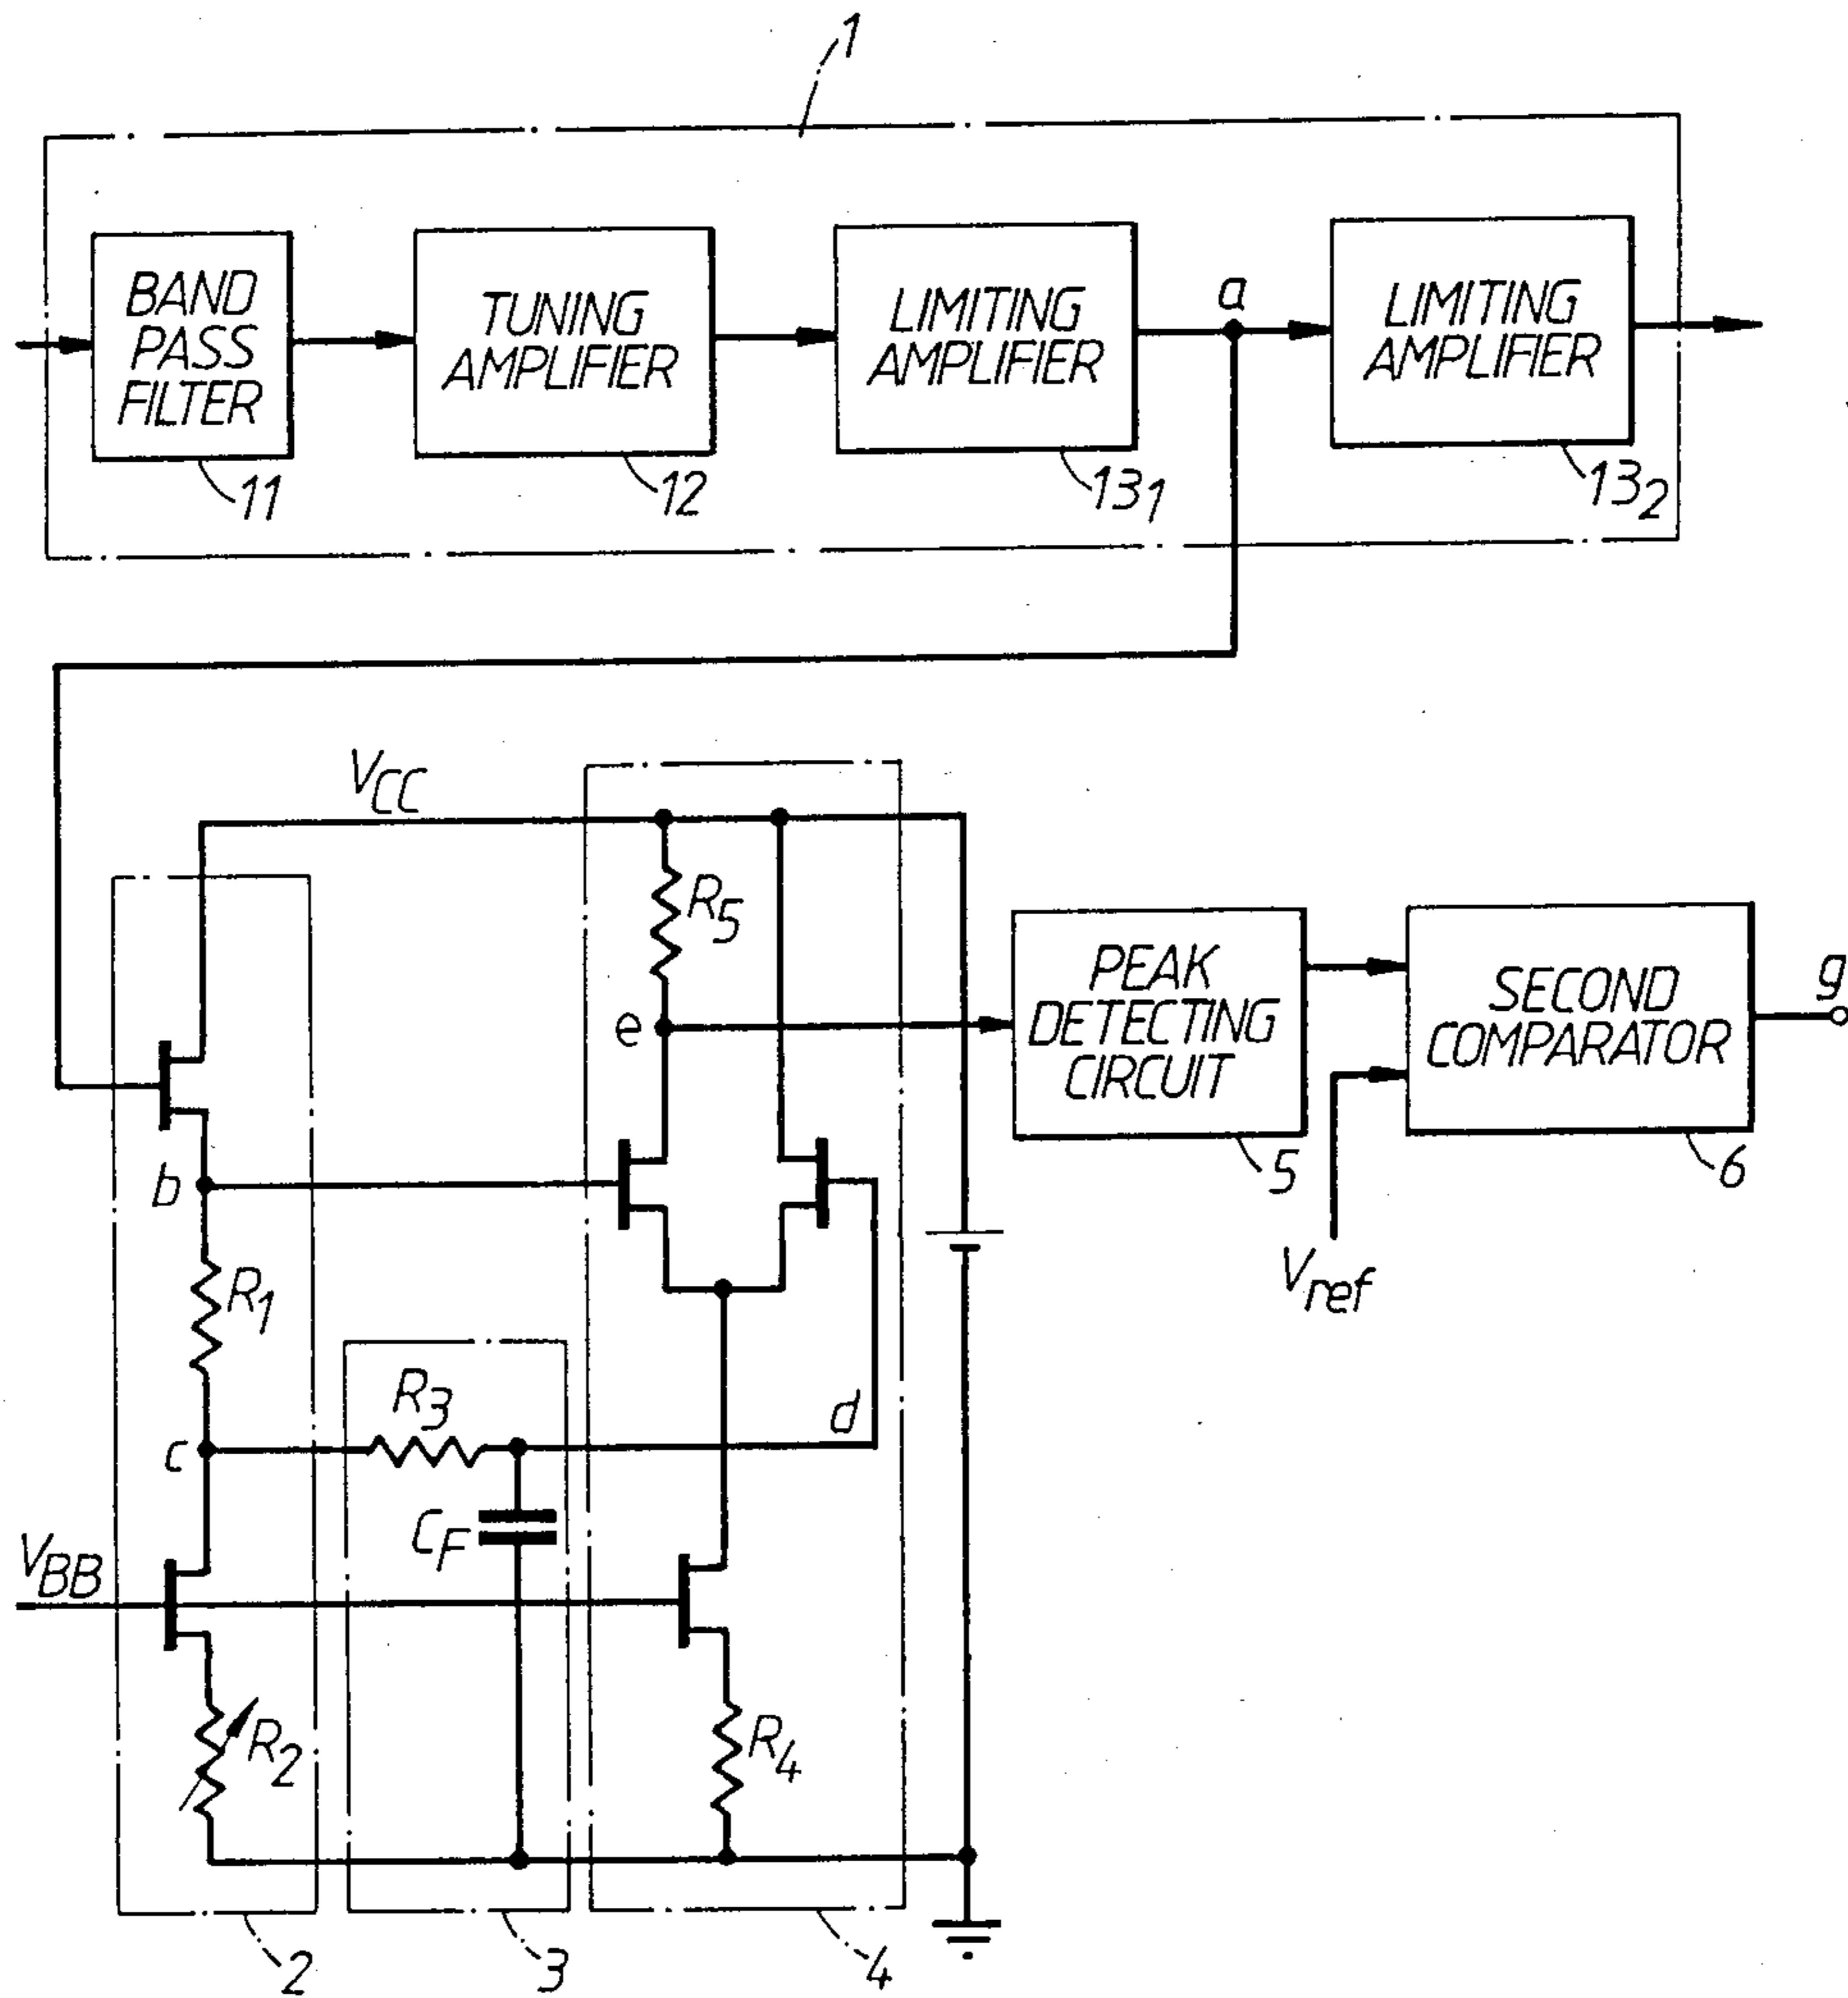 1
BAND
PASS
FILTER
11
TUNING
AMPLIFIER
12
LIMITING
AMPLIFIER
13₁
a
LIMITING
AMPLIFIER
13₂
VCC
R5
e
PEAK
DETECTING
CIRCUIT
5
SECOND
COMPARATOR
6
g
Vref
b
R1
c
R3
d
CF
VBB
R2
R4
2
3
4